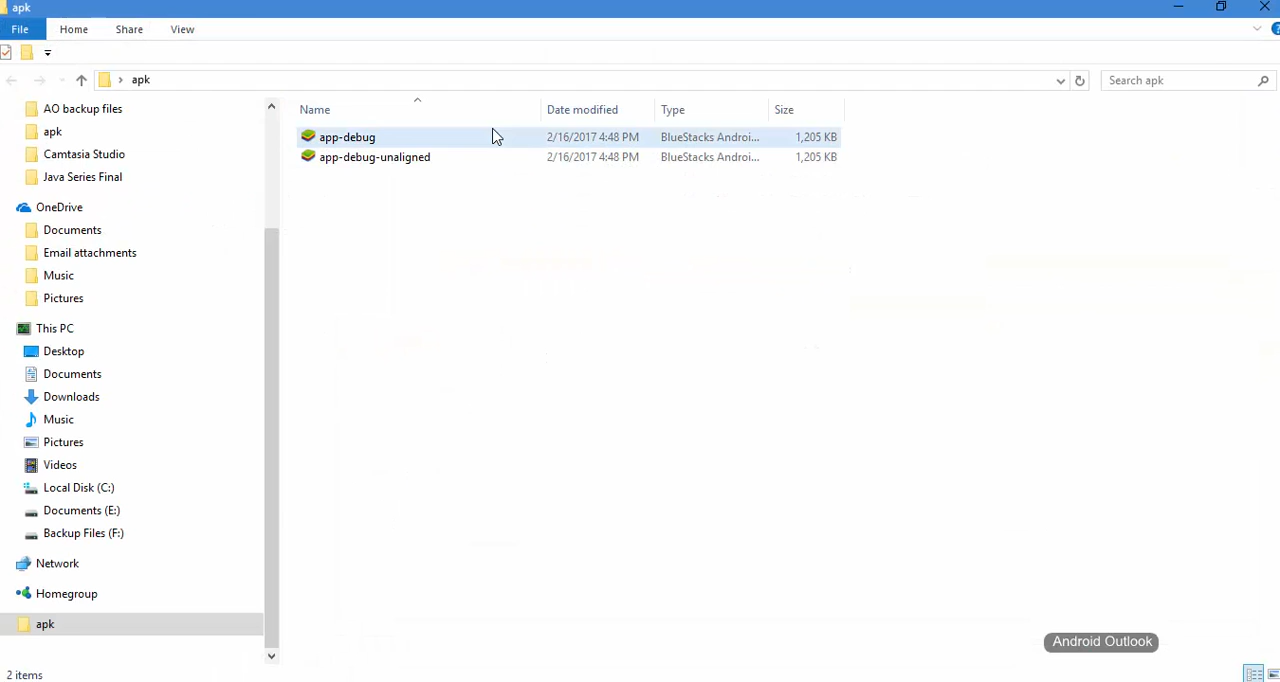 apk
File Home Share View
apk
Search apk
AO backup files
apk
Camtasia Studio
Java Series Final
OneDrive
Documents
Email attachments
Music
Pictures
This PC
Desktop
Documents
Downloads
Music
Pictures
Videos
Local Disk (C:)
Documents (E:)
Backup Files (F:)
Network
Homegroup
apk
Name Date modified Type Size
app-debug 2/16/2017 4:48 PM BlueStacks Androi... 1,205 KB
app-debug-unaligned 2/16/2017 4:48 PM BlueStacks Androi... 1,205 KB
Android Outlook
2 items